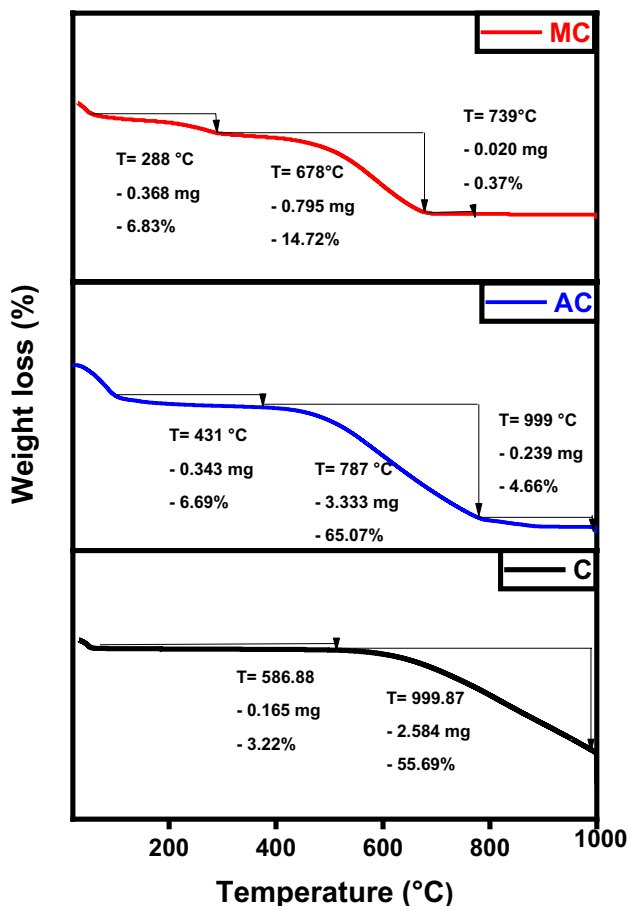 MC
T= 288 °C
- 0.368 mg
- 6.83%
T= 678°C
- 0.795 mg
- 14.72%
T= 739°C
- 0.020 mg
- 0.37%
AC
T= 431 °C
- 0.343 mg
- 6.69%
T= 787 °C
- 3.333 mg
- 65.07%
T= 999 °C
- 0.239 mg
- 4.66%
C
T= 586.88
- 0.165 mg
- 3.22%
T= 999.87
- 2.584 mg
- 55.69%
Weight loss (%)
200 400 600 800 1000
Temperature (°C)